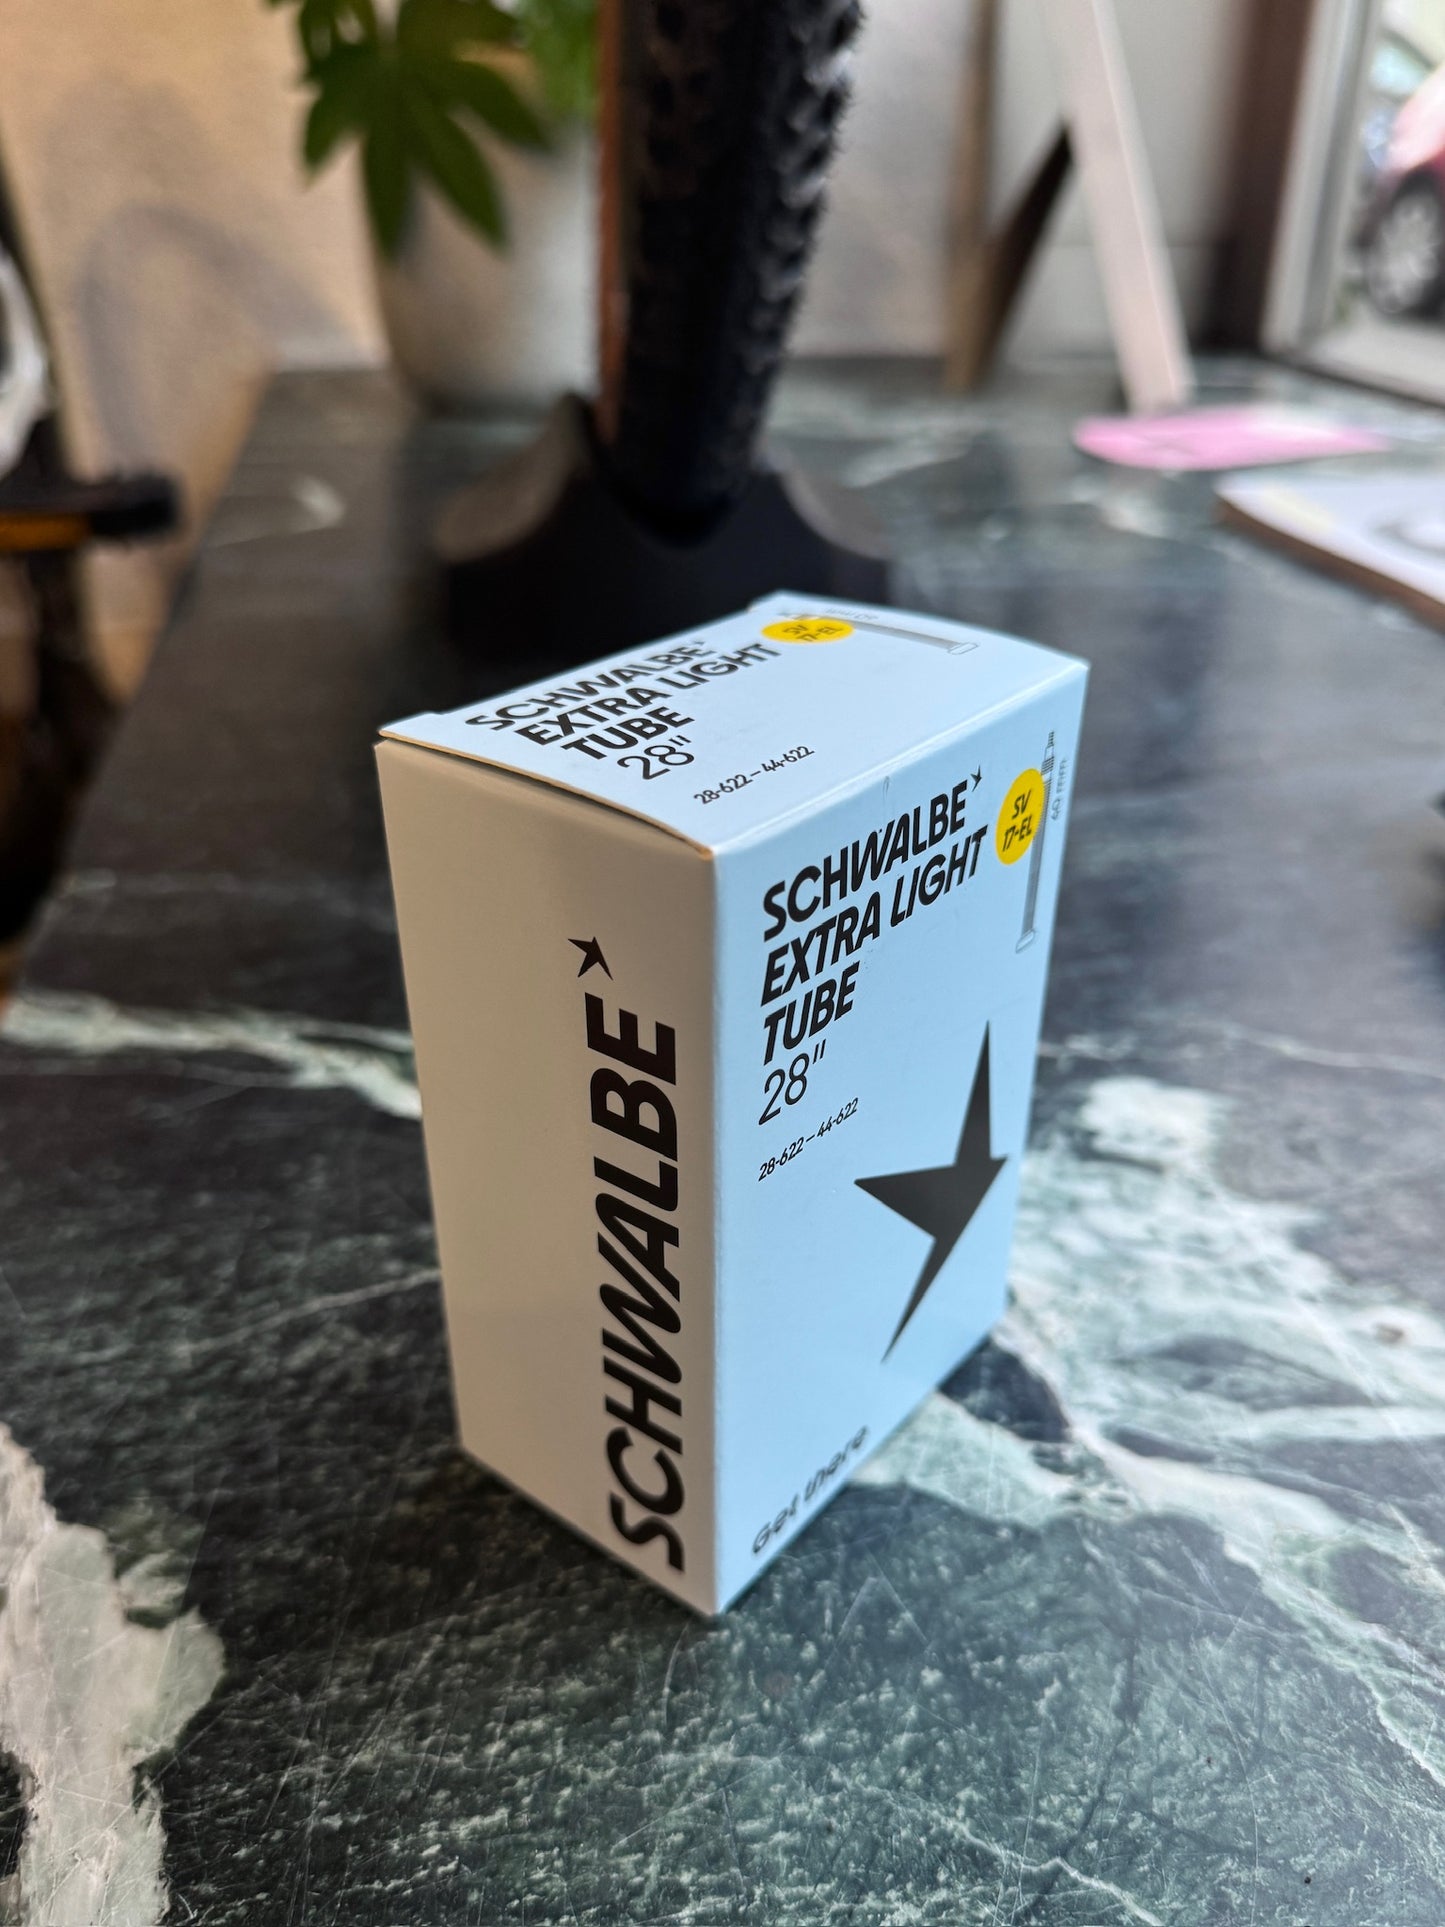 SCHWALBE
EXTRA LIGHT
TUBE
28"
28-622 – 44-622
SV
17-EL
SCHWALBE
SCHWALBE
EXTRA LIGHT
TUBE
28"
28-622 – 44-622
SV
17-EL
Get there